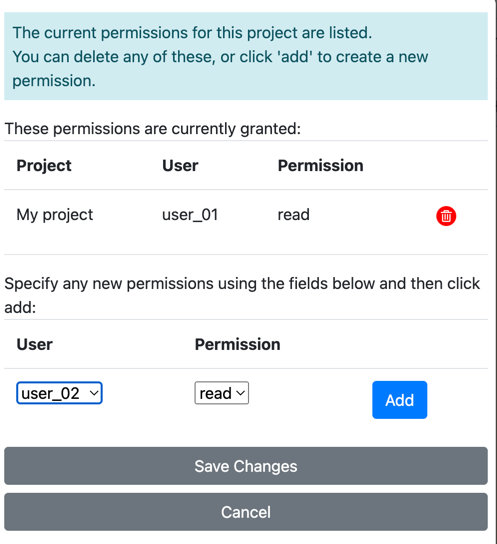 The current permissions for this project are listed.
You can delete any of these, or click 'add' to create a new
permission.
These permissions are currently granted:
Project User Permission
My project user_01 read
Specify any new permissions using the fields below and then click
add:
User Permission
user_02 read Add
Save Changes
Cancel